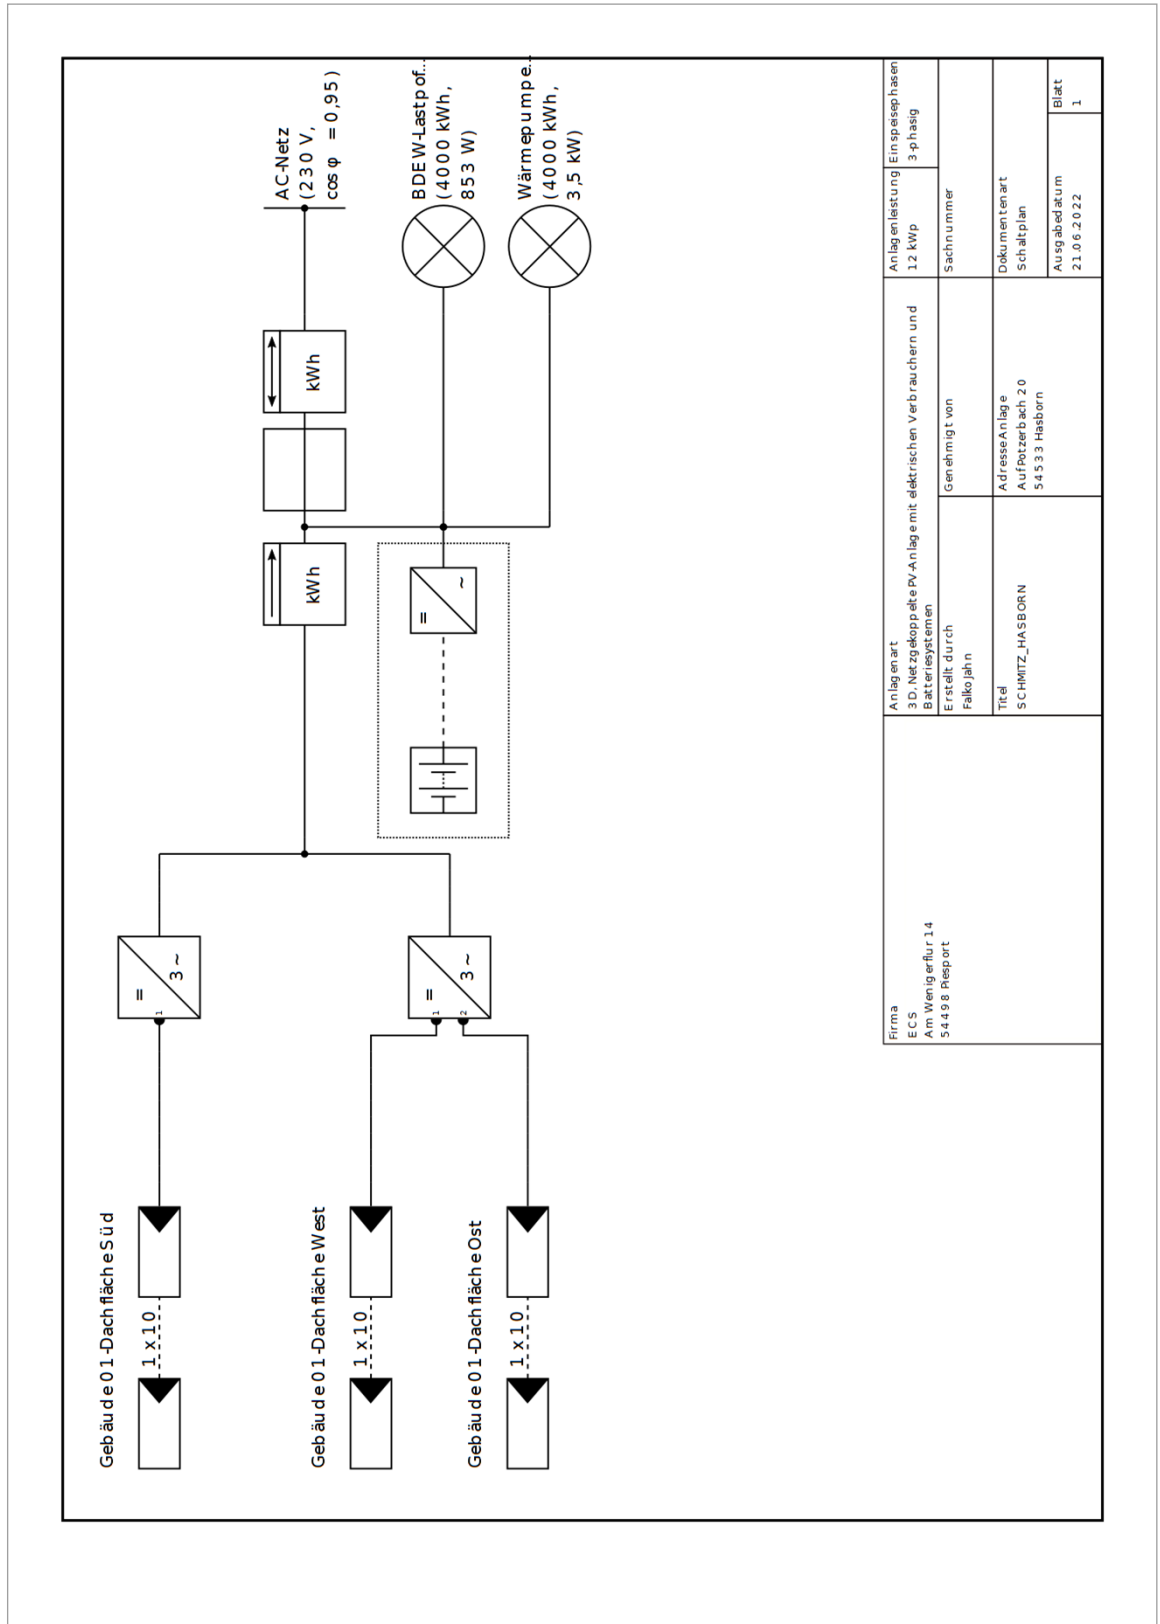 Gebäude 01-Dachfläche Süd
1 x 10
=
3 ~
1
Gebäude 01-Dachfläche West
1 x 10
Gebäude 01-Dachfläche Ost
1 x 10
=
3 ~
1
2
kWh
kWh
=
~
AC-Netz
(230 V,
cos φ = 0,95)
BDEW-Lastpof...
(4000 kWh,
853 W)
Wärmepumpe...
(4000 kWh,
3,5 kW)
Firma
ECS
Am Wenigerflur 14
54498 Piesport
Anlagenart
3D, Netzgekoppelte PV-Anlage mit elektrischen Verbrauchern und
Batteriesystemen
Anlagenleistung
12 kWp
Einspeisephasen
3-phasig
Erstellt durch
Falko Jahn
Genehmigt von
Sachnummer
Titel
SCHMITZ_HASBORN
Adresse Anlage
Auf Potzerbach 20
54533 Hasborn
Dokumentenart
Schaltplan
Ausgabedatum
21.06.2022
Blatt
1